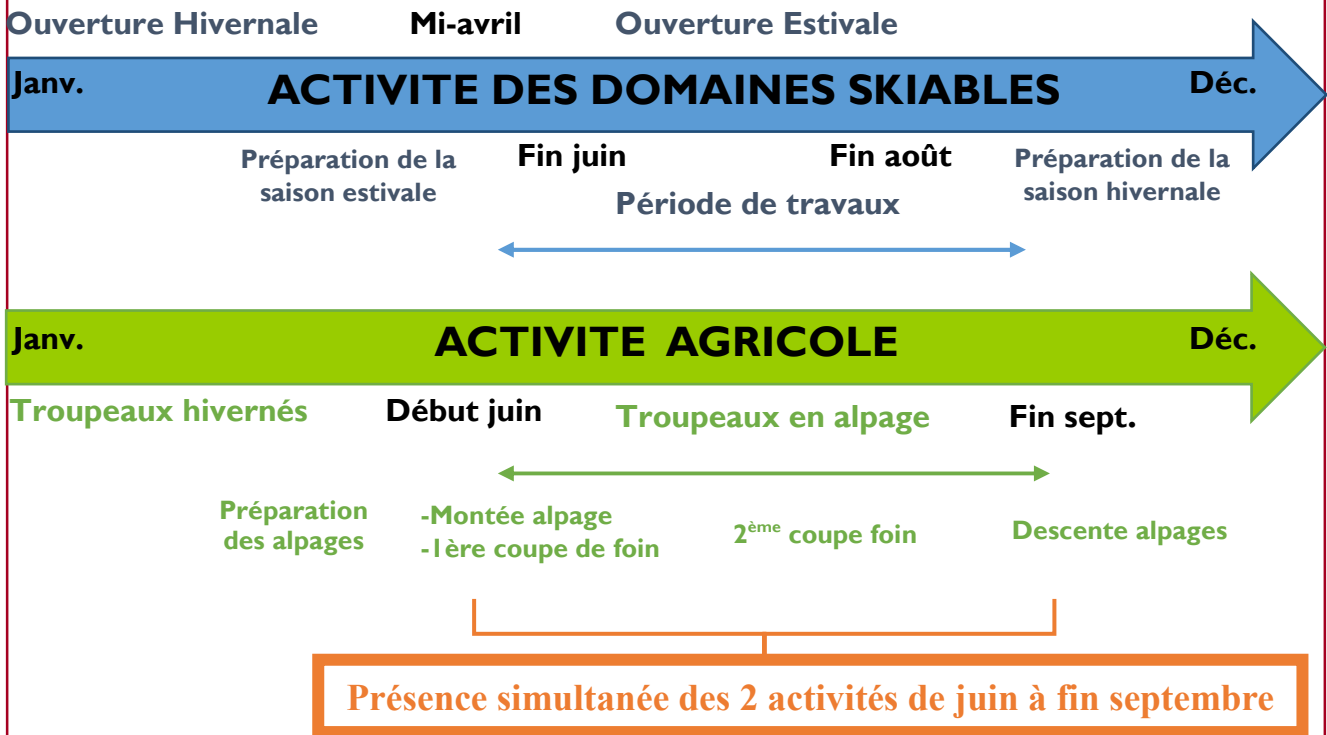 Ouverture Hivernale Mi-avril Ouverture Estivale
Janv. ACTIVITE DES DOMAINES SKIABLES Déc.
Préparation de la
saison estivale
Fin juin Fin août
Préparation de la
saison hivernale
Période de travaux
Janv. ACTIVITE AGRICOLE Déc.
Troupeaux hivernés Début juin Troupeaux en alpage Fin sept.
Préparation
des alpages
-Montée alpage
-1ère coupe de foin
2ème coupe foin
Descente alpages
Présence simultanée des 2 activités de juin à fin septembre